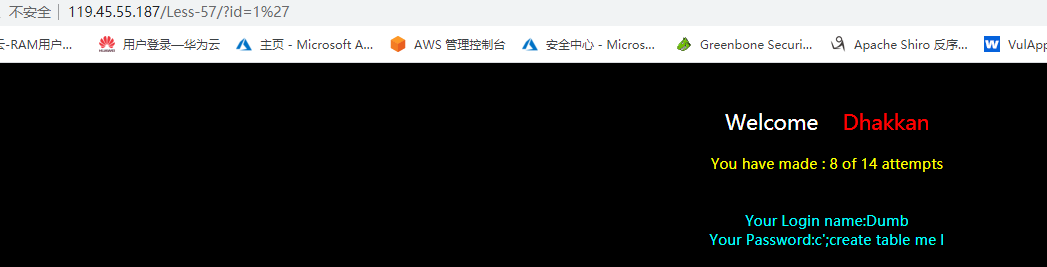 不安全 119.45.55.187/Less-57/?id=1%27
云-RAM用户... 用户登录—华为云 主页 - Microsoft A... AWS 管理控制台 安全中心 - Micros... Greenbone Securi... Apache Shiro 反序... VulApp
Welcome Dhakkan
You have made : 8 of 14 attempts
Your Login name:Dumb
Your Password:c';create table me l